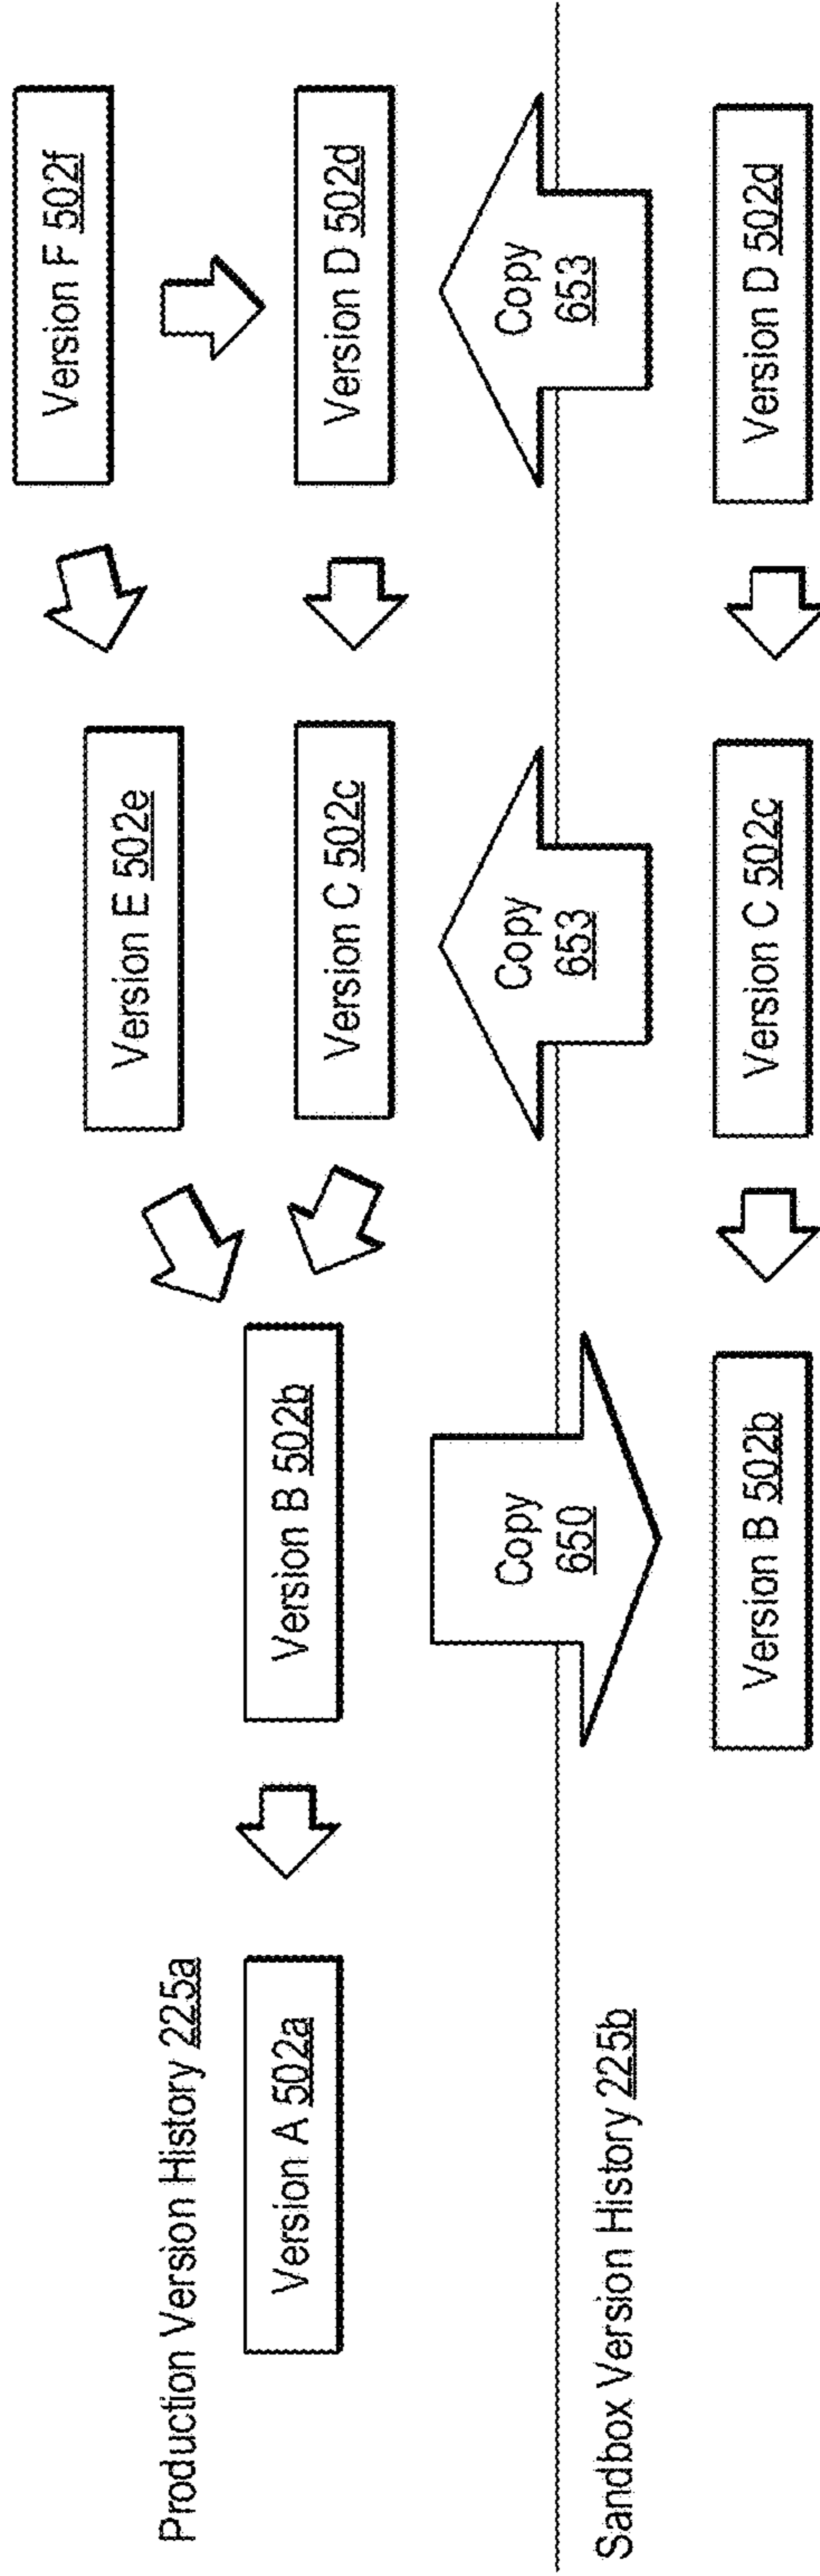 Production Version History 225a
Version F 502f
Version E 502e
Version A 502a
Version B 502b
Version C 502c
Version D 502d
Copy
650
Copy
653
Copy
653
Sandbox Version History 225b
Version B 502b
Version C 502c
Version D 502d